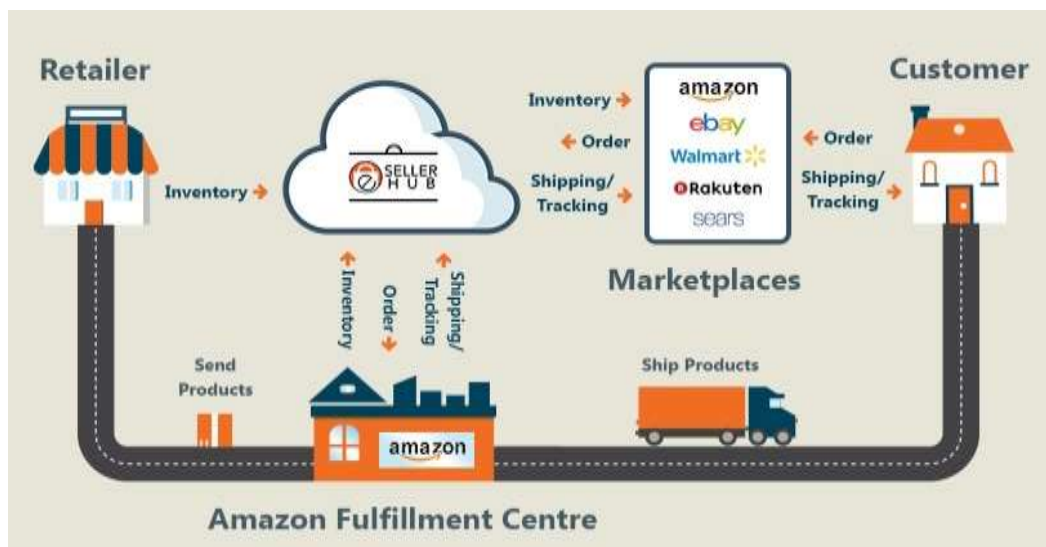 Retailer
Customer
Inventory
e SELLER
HUB
Inventory
Order
Shipping/
Tracking
amazon
ebay
Walmart
Rakuten
sears
Order
Shipping/
Tracking
Marketplaces
Inventory
Order
Shipping/
Tracking
Send
Products
Ship Products
amazon
Amazon Fulfillment Centre